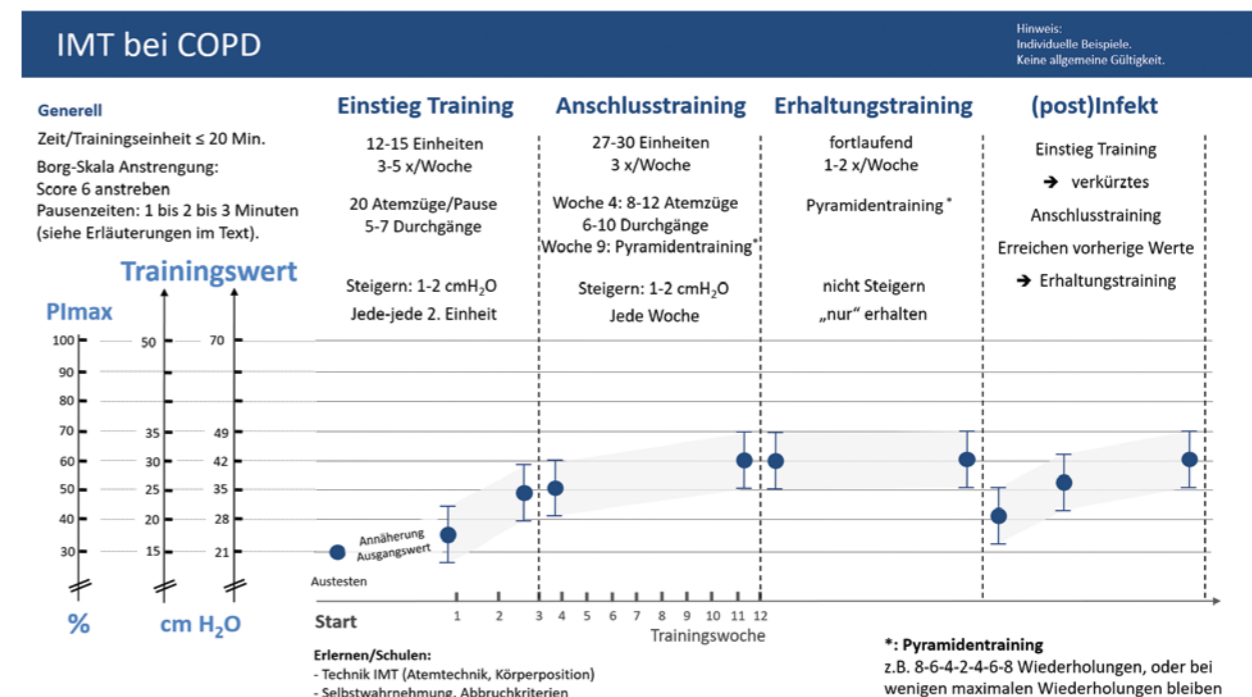 IMT bei COPD
Hinweis:
Individuelle Beispiele.
Keine allgemeine Gültigkeit.
Generell
Zeit/Trainingseinheit ≤ 20 Min.
Borg-Skala Anstrengung:
Score 6 anstreben
Pausenzeiten: 1 bis 2 bis 3 Minuten
(siehe Erläuterungen im Text).
Einstieg Training
12-15 Einheiten
3-5 x/Woche
20 Atemzüge/Pause
5-7 Durchgänge
Steigern: 1-2 cmH₂O
Jede-jede 2. Einheit
Anschlusstraining
27-30 Einheiten
3 x/Woche
Woche 4: 8-12 Atemzüge
6-10 Durchgänge
Woche 9: Pyramidentraining*
Steigern: 1-2 cmH₂O
Jede Woche
Erhaltungstraining
fortlaufend
1-2 x/Woche
Pyramidentraining*
nicht Steigern
„nur“ erhalten
(post)Infekt
Einstieg Training
➔ verkürztes
Anschlusstraining
Erreichen vorherige Werte
➔ Erhaltungstraining
Trainingswert
PImax
100 50 70
90
80
70 35 49
60 30 42
50 25 35
40 20 28
30 15 21
% cm H₂O
Annäherung
Ausgangswert
Austesten
Start 1 2 3 4 5 6 7 8 9 10 11 12
Trainingswoche
Erlernen/Schulen:
- Technik IMT (Atemtechnik, Körperposition)
- Selbstwahrnehmung, Abbruchkriterien
*: Pyramidentraining
z.B. 8-6-4-2-4-6-8 Wiederholungen, oder bei
wenigen maximalen Wiederholungen bleiben